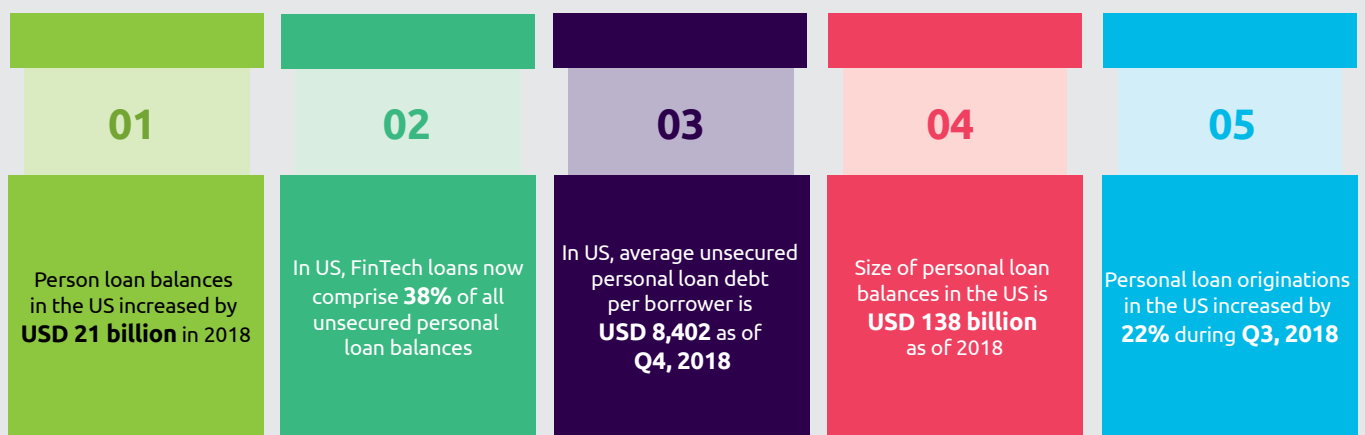 01
Person loan balances
in the US increased by
USD 21 billion in 2018
02
In US, FinTech loans now
comprise 38% of all
unsecured personal
loan balances
03
In US, average unsecured
personal loan debt
per borrower is
USD 8,402 as of
Q4, 2018
04
Size of personal loan
balances in the US is
USD 138 billion
as of 2018
05
Personal loan originations
in the US increased by
22% during Q3, 2018